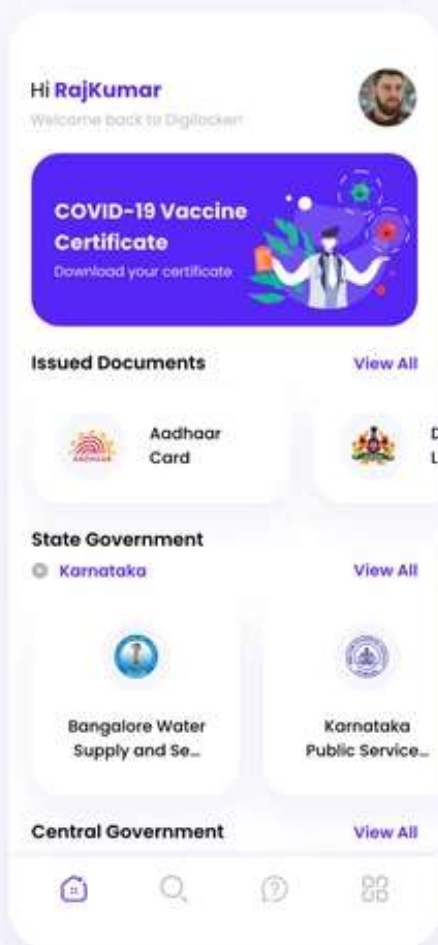 Hi RajKumar
Welcome back to Digilocker!
COVID-19 Vaccine
Certificate
Download your certificate
Issued Documents View All
AADHAAR
Aadhaar
Card
D
L
State Government
Karnataka View All
Bangalore Water
Supply and Se...
Karnataka
Public Service...
Central Government View All